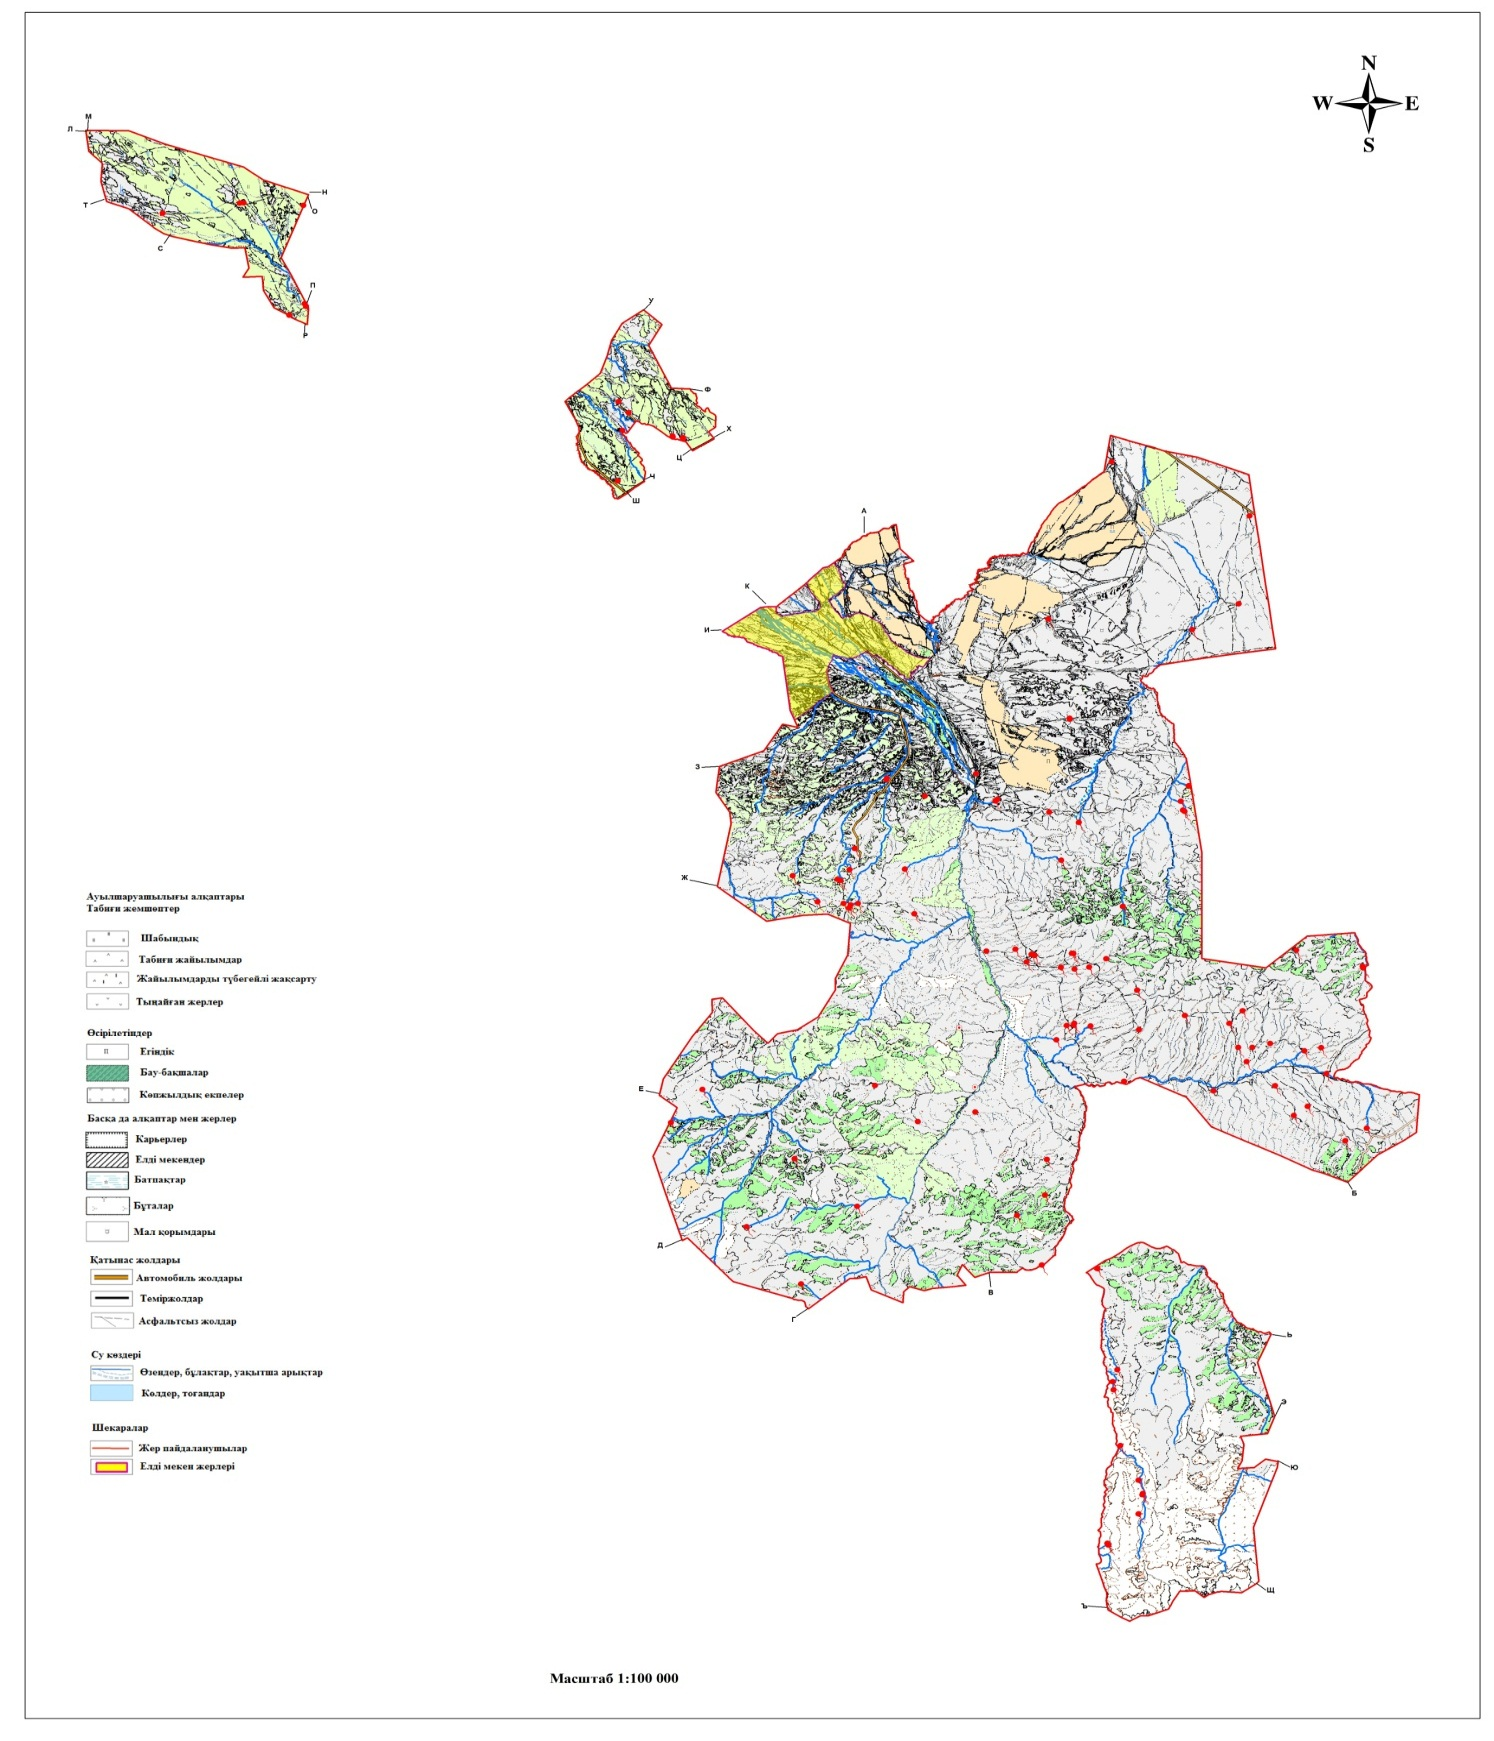 N
W E
S
М
Л
Н
О
Т
С
П
Р
У
Ф
Х
Ц
Ч
Ш
А
К
И
З
Ж
Е
Д
Г
В
Б
Ь
Э
Ю
Щ
Ъ
Ауылшаруашылығы алқаптары
Табиғи жемшөптер
Шабындық
Табиғи жайылымдар
Жайылымдарды түбегейлі жақсарту
Тыңайған жерлер
Өсірілетіндер
Егіндік
Бау-бақшалар
Көпжылдық екпелер
Басқа да алқаптар мен жерлер
Карьерлер
Елді мекендер
Батпақтар
Бұталар
Мал қорымдары
Қатынас жолдары
Автомобиль жолдары
Теміржолдар
Асфальтсыз жолдар
Су көздері
Өзендер, бұлақтар, уақытша арықтар
Көлдер, тоғандар
Шекаралар
Жер пайдаланушылар
Елді мекен жерлері
Масштаб 1:100 000